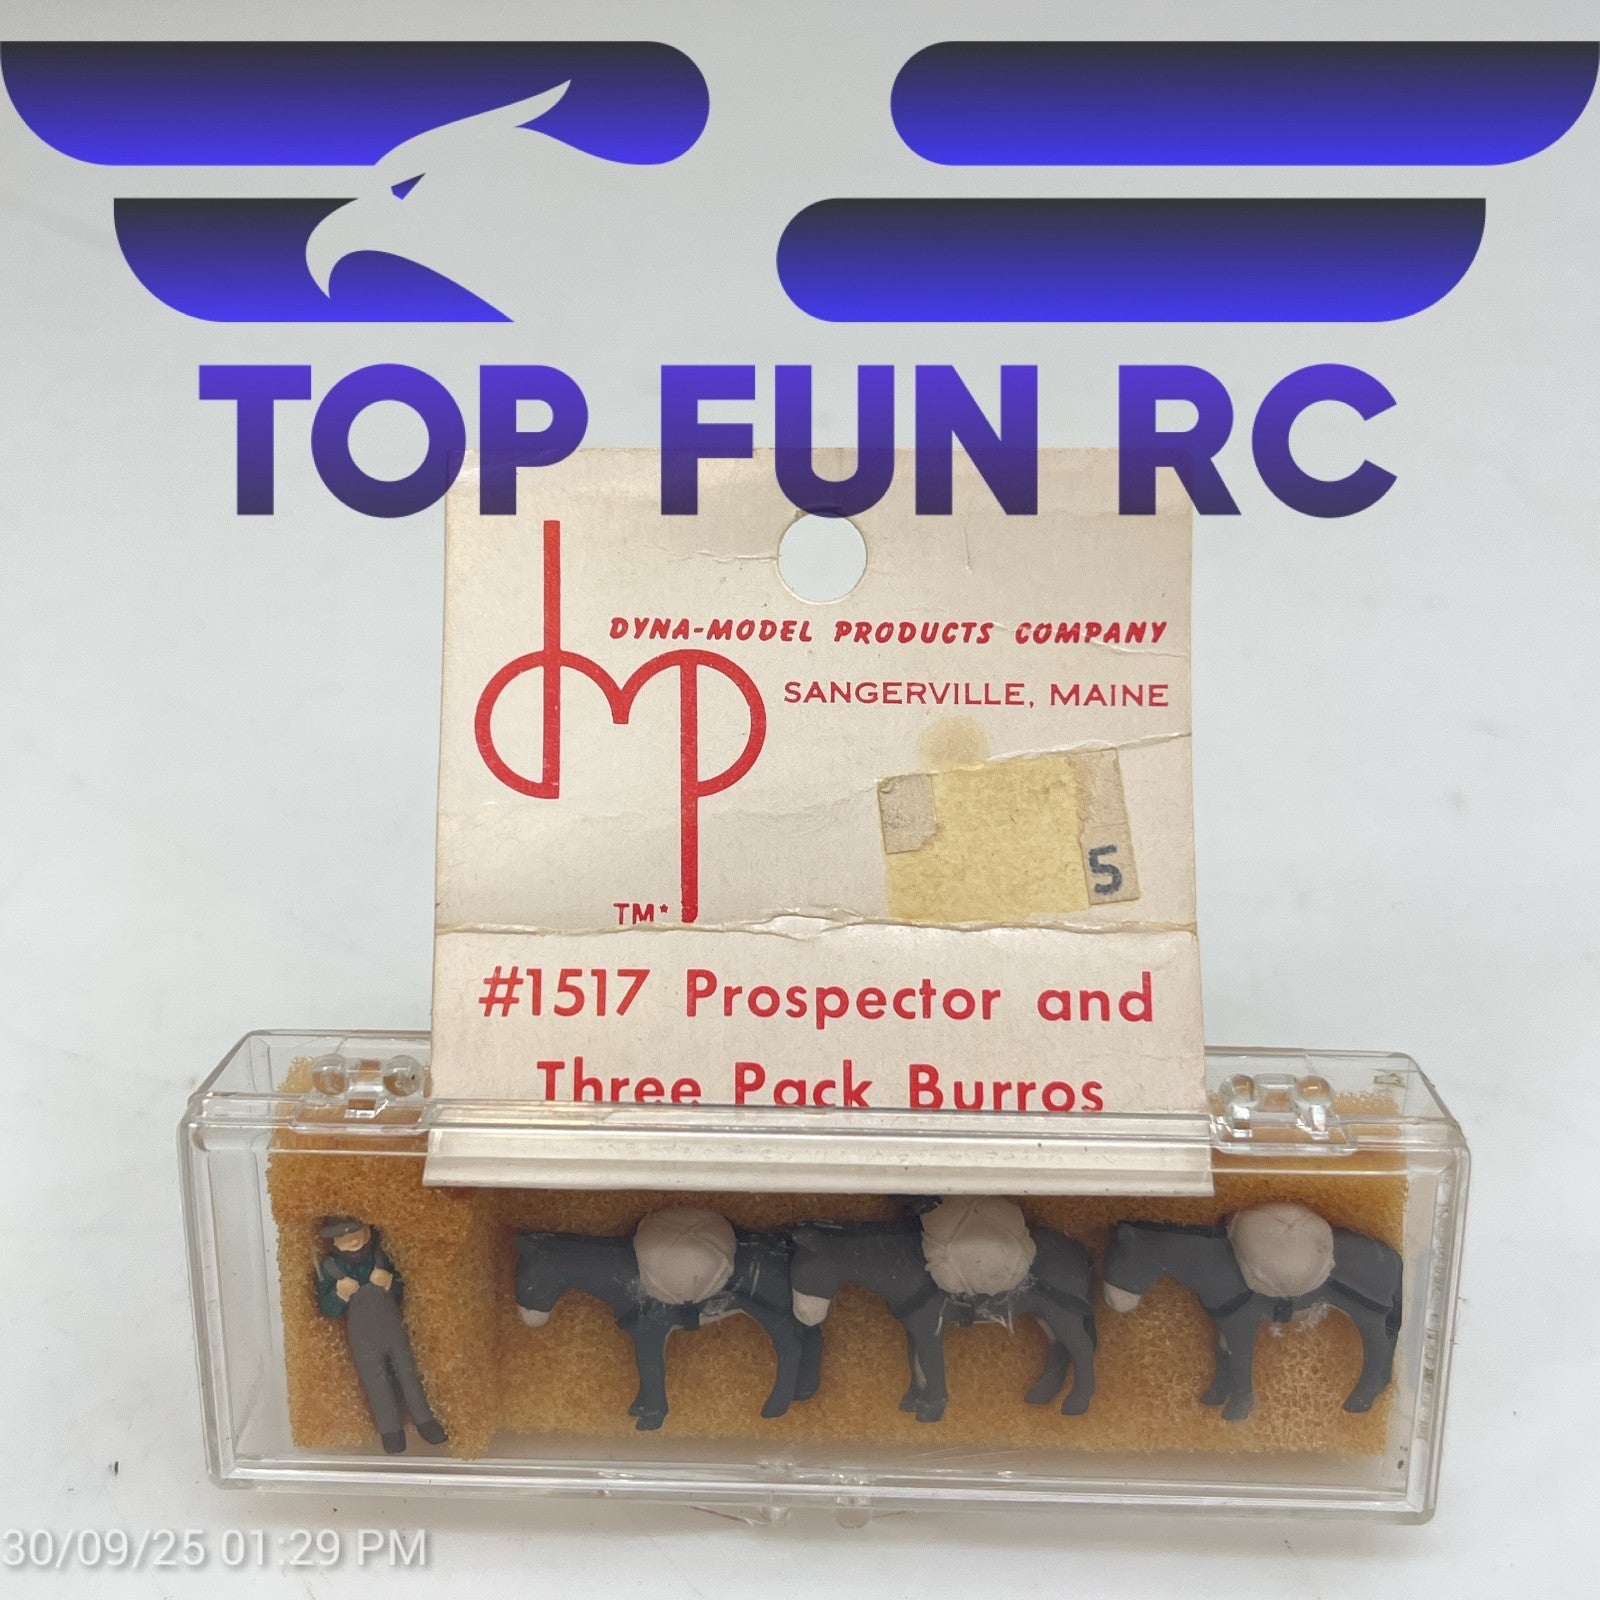 TOP FUN RC
DYNA-MODEL PRODUCTS COMPANY
SANGERVILLE, MAINE
dmp
TM*
5
#1517 Prospector and
Three Pack Burros
30/09/25 01:29 PM